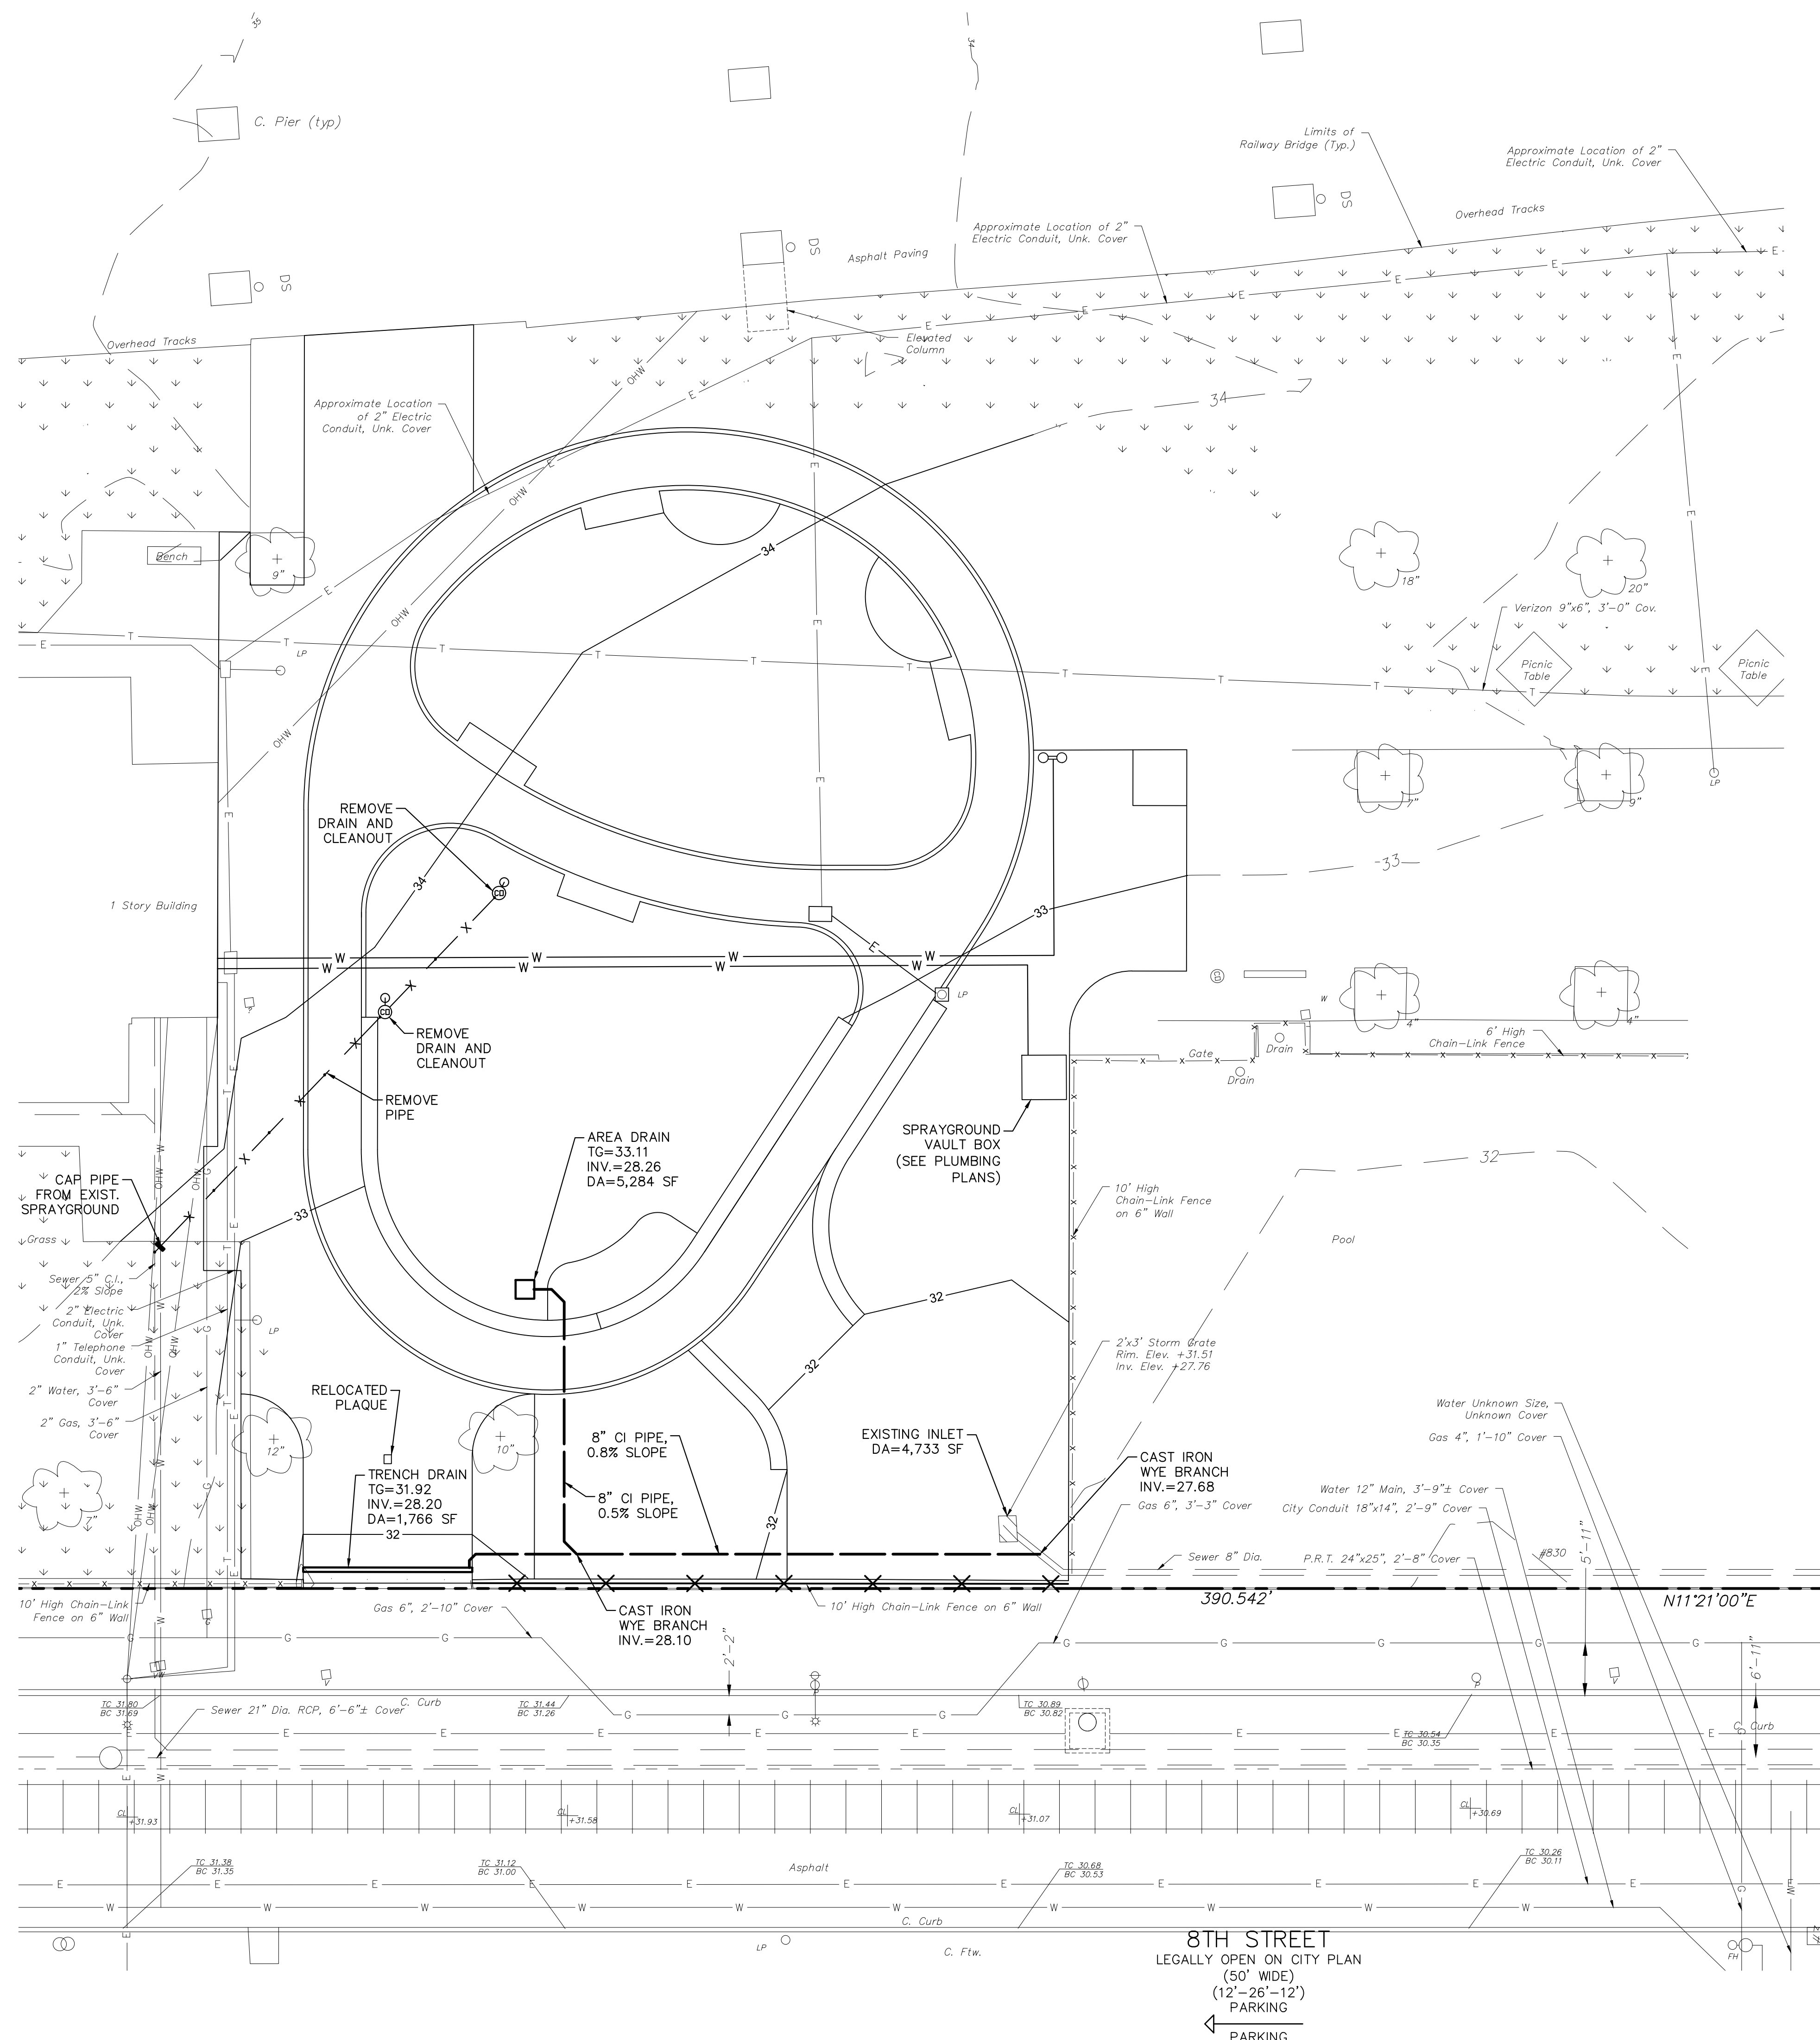 35
34
C. Pier (typ)
Limits of
Railway Bridge (Typ.)
Approximate Location of 2"
Electric Conduit, Unk. Cover
DS
Overhead Tracks
Approximate Location of 2"
Electric Conduit, Unk. Cover
DS
Asphalt Paving
DS
E
E
E
E
E
Overhead Tracks
Elevated
Column
E
OHW
E
34
Approximate Location
of 2" Electric
Conduit, Unk. Cover
E
E
OHW
E
Bench
9"
34
18"
20"
E
OHW
E
Verizon 9"x6", 3'-0" Cov.
E
T
T
T
T
T
T
T
T
T
T
LP
Picnic
Table
Picnic
Table
E
OHW
E
LP
REMOVE
DRAIN AND
CLEANOUT
7"
9"
E
34
CO
33
33
1 Story Building
X
E
W
W
W
W
W
W
W
W
CO
LP
CO
W
X
CO
REMOVE
DRAIN AND
CLEANOUT
4"
4"
6' High
Chain-Link Fence
Gate
Drain
Drain
X
REMOVE
PIPE
X
SPRAYGROUND
VAULT BOX
(SEE PLUMBING
PLANS)
AREA DRAIN
TG=33.11
INV.=28.26
DA=5,284 SF
32
CAP PIPE
FROM EXIST.
SPRAYGROUND
10' High
Chain-Link Fence
on 6" Wall
33
Grass
Pool
Sewer 5" C.I.,
2% Slope
2" Electric
Conduit, Unk.
Cover
1" Telephone
Conduit, Unk.
Cover
2" Water, 3'-6"
Cover
2" Gas, 3'-6"
Cover
LP
32
32
2'x3' Storm Grate
Rim. Elev. +31.51
Inv. Elev. +27.76
RELOCATED
PLAQUE
12"
10"
8" CI PIPE,
0.8% SLOPE
EXISTING INLET
DA=4,733 SF
Water Unknown Size,
Unknown Cover
Gas 4", 1'-10" Cover
CAST IRON
WYE BRANCH
INV.=27.68
TRENCH DRAIN
TG=31.92
INV.=28.20
DA=1,766 SF
32
8" CI PIPE,
0.5% SLOPE
Gas 6", 3'-3" Cover
Water 12" Main, 3'-9"± Cover
City Conduit 18"x14", 2'-9" Cover
7"
32
Sewer 8" Dia.
P.R.T. 24"x25", 2'-8" Cover
#830
5'-11"
390.542'
N11°21'00"E
10' High Chain-Link
Fence on 6" Wall
Gas 6", 2'-10" Cover
CAST IRON
WYE BRANCH
INV.=28.10
10' High Chain-Link Fence on 6" Wall
G
G
G
G
G
G
G
G
2'-2"
6'-11"
TC 31.80
BC 31.69
Sewer 21" Dia. RCP, 6'-6"± Cover
C. Curb
TC 31.44
BC 31.26
G
G
G
TC 30.89
BC 30.82
TC 30.54
BC 30.35
C. Curb
E
E
E
E
E
E
E
E
E
E
CL
+31.93
CL
+31.58
CL
+31.07
CL
+30.69
TC 31.38
BC 31.35
TC 31.12
BC 31.00
Asphalt
TC 30.68
BC 30.53
TC 30.26
BC 30.11
E
E
E
E
E
E
E
E
E
E
E
W
W
W
W
W
W
W
W
W
W
C. Curb
LP
C. Ftw.
FH
8TH STREET
LEGALLY OPEN ON CITY PLAN
(50' WIDE)
(12'-26'-12')
PARKING
PARKING